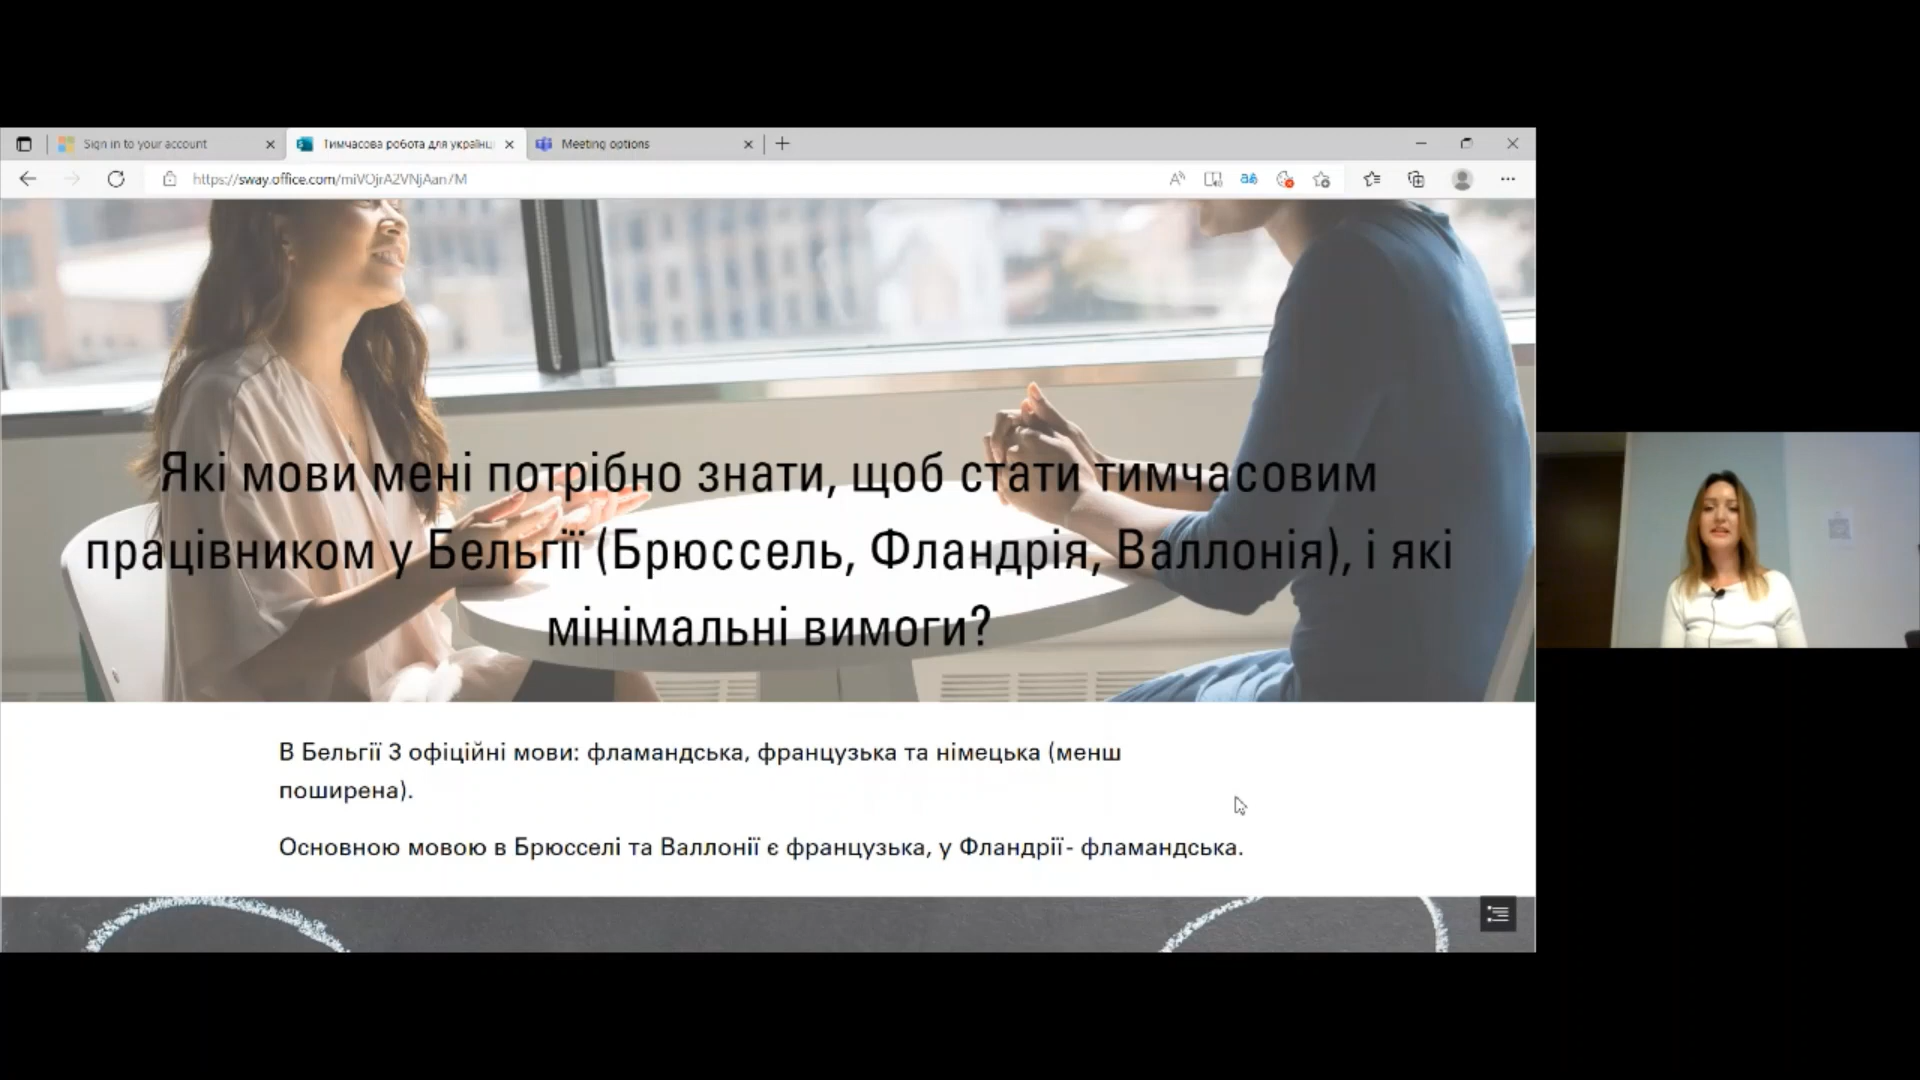 Sign in to your account
Тимчасова робота для українц
Meeting options
https://sway.office.com/miVOjrA2VNjAan7M
Які мови мені потрібно знати, щоб стати тимчасовим
працівником у Бельгії (Брюссель, Фландрія, Валлонія), і які
мінімальні вимоги?
В Бельгії 3 офіційні мови: фламандська, французька та німецька (менш
поширена).
Основною мовою в Брюсселі та Валлонії є французька, у Фландрії- фламандська.